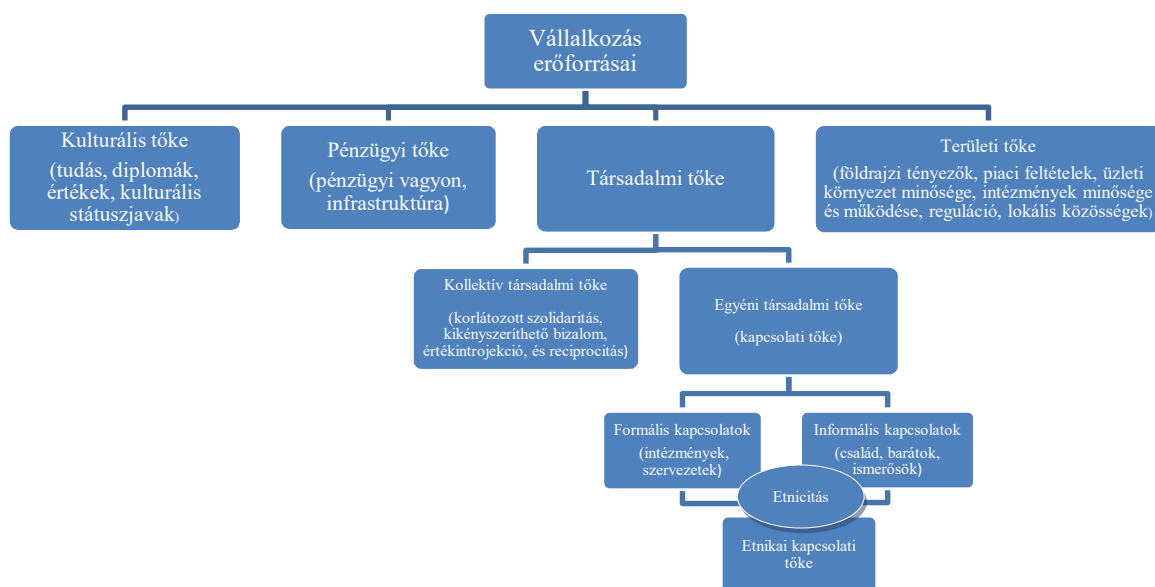 Vállalkozás
erőforrásai
Kulturális tőke
(tudás, diplomák,
értékek, kulturális
státuszjavak)
Pénzügyi tőke
(pénzügyi vagyon,
infrastruktúra)
Társadalmi tőke
Területi tőke
(földrajzi tényezők, piaci feltételek, üzleti
környezet minősége, intézmények minősége
és működése, reguláció, lokális közösségek)
Kollektív társadalmi tőke
(korlátozott szolidaritás,
kikényszeríthető bizalom,
értékintrojekció, és reciprocitás)
Egyéni társadalmi tőke
(kapcsolati tőke)
Formális kapcsolatok
(intézmények,
szervezetek)
Informális kapcsolatok
(család, barátok,
ismerősök)
Etnicitás
Etnikai kapcsolati
tőke